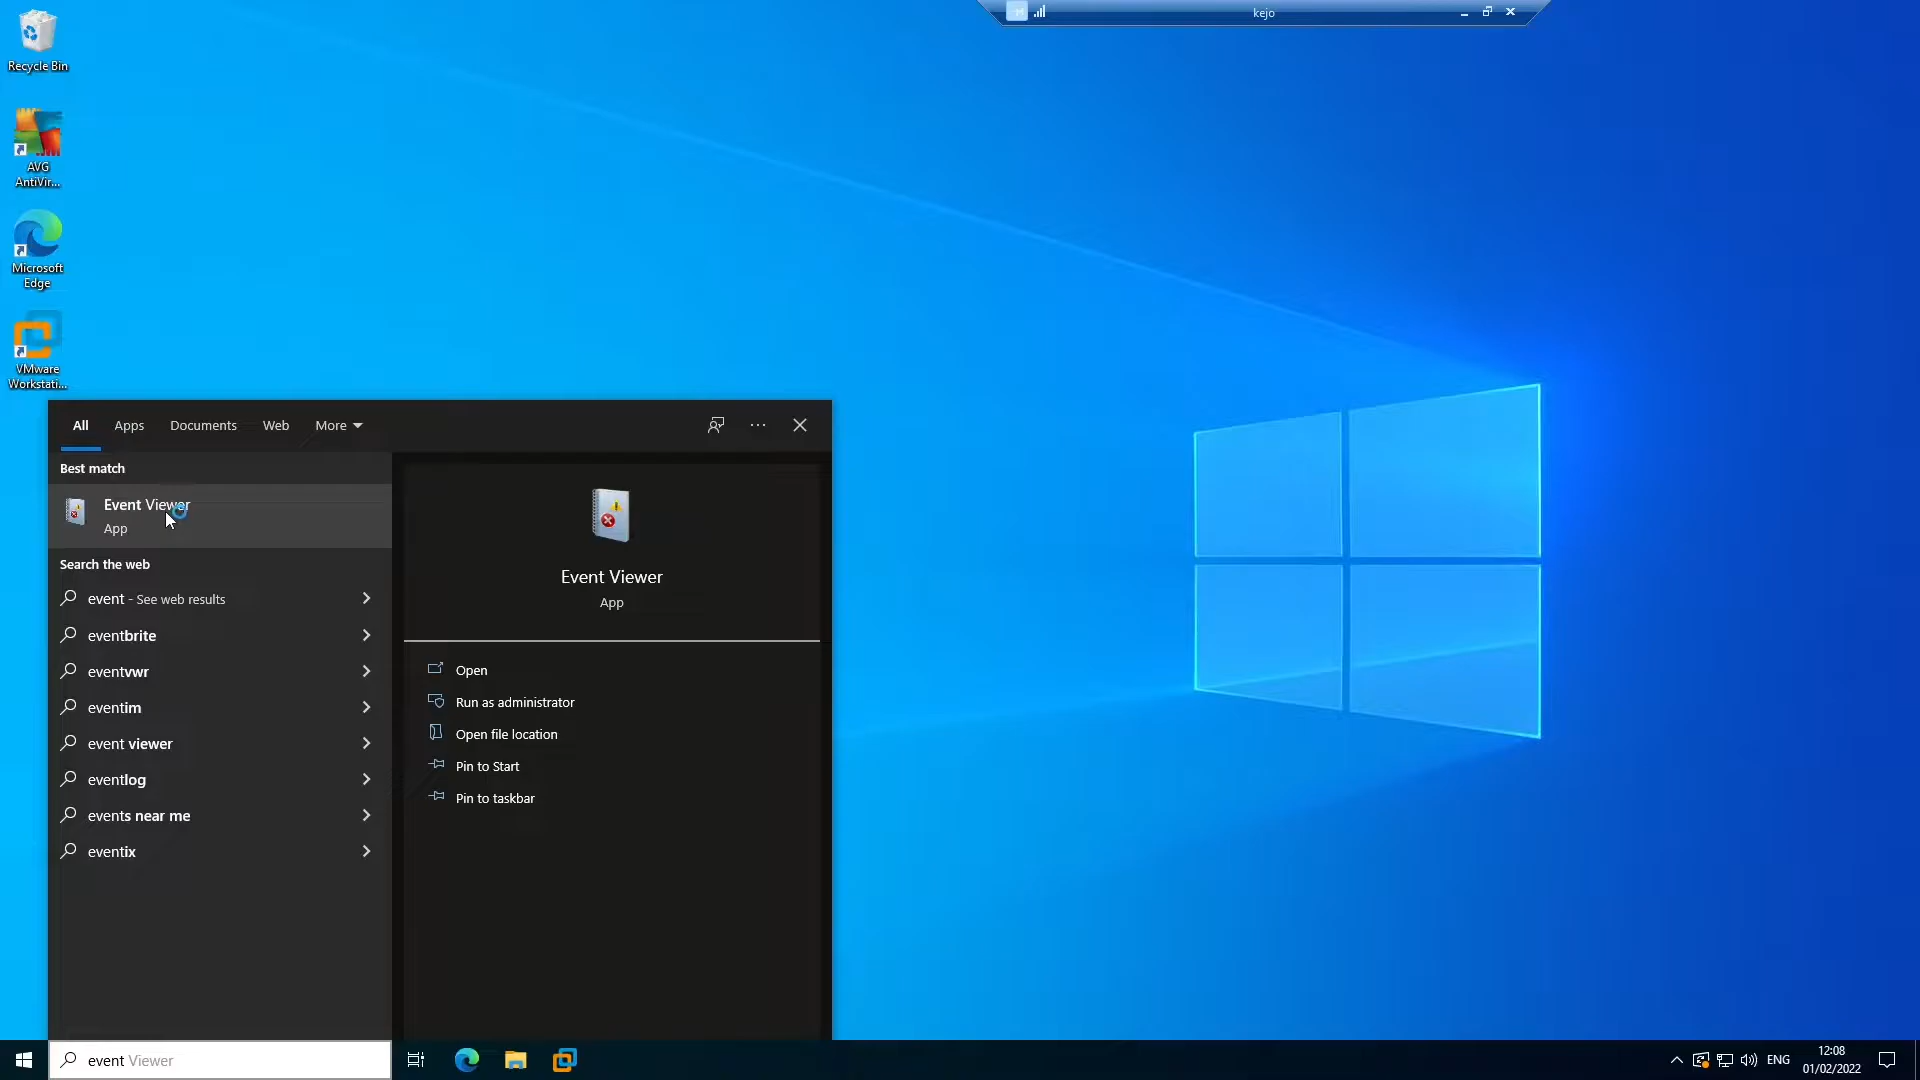 kejo
Recycle Bin
AVG
AntiVir...
Microsoft
Edge
VMware
Workstati...
All
Apps
Documents
Web
More
Best match
Event Viewer
App
Search the web
event - See web results
eventbrite
eventvwr
eventim
event viewer
eventlog
events near me
eventix
Event Viewer
App
Open
Run as administrator
Open file location
Pin to Start
Pin to taskbar
event Viewer
ENG
12:08
01/02/2022